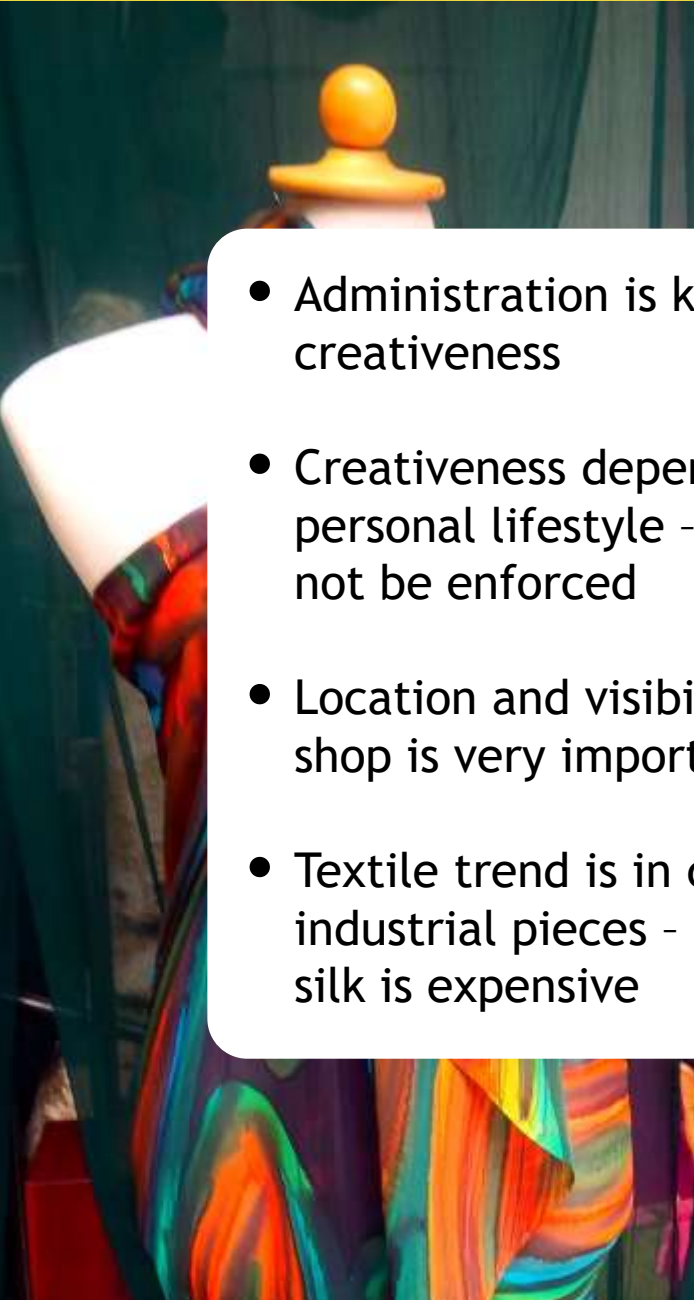 • Administration is k
creativeness
• Creativeness depe
personal lifestyle –
not be enforced
• Location and visibi
shop is very import
• Textile trend is in
industrial pieces –
silk is expensive